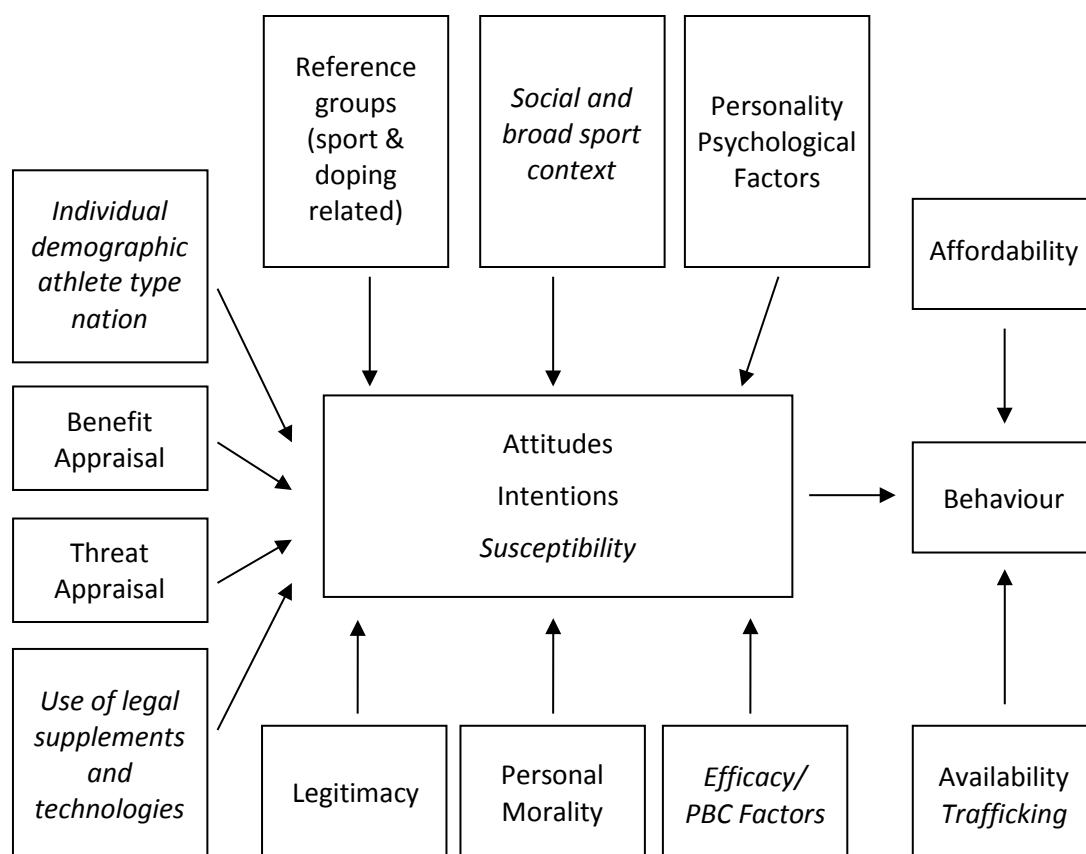 Reference
groups
(sport &
doping
related)
Social and
broad sport
context
Personality
Psychological
Factors
Individual
demographic
athlete type
nation
Affordability
Benefit
Appraisal
Attitudes
Intentions
Susceptibility
Behaviour
Threat
Appraisal
Use of legal
supplements
and
technologies
Legitimacy
Personal
Morality
Efficacy/
PBC Factors
Availability
Trafficking